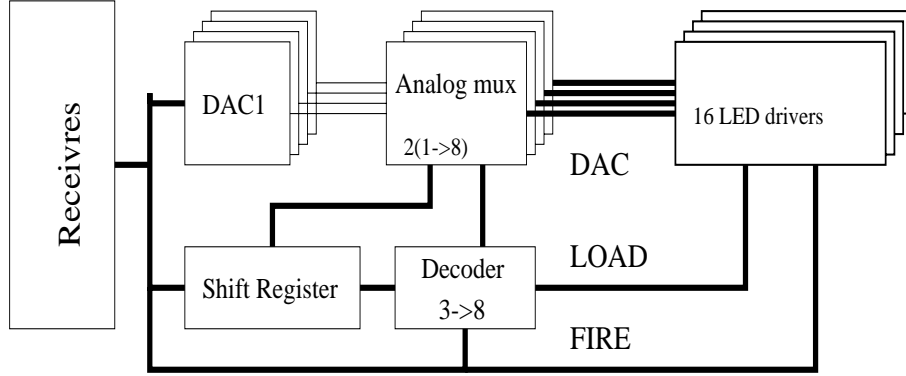 Receivres
DAC1
Analog mux
2(1->8)
16 LED drivers
DAC
Shift Register
Decoder
3->8
LOAD
FIRE